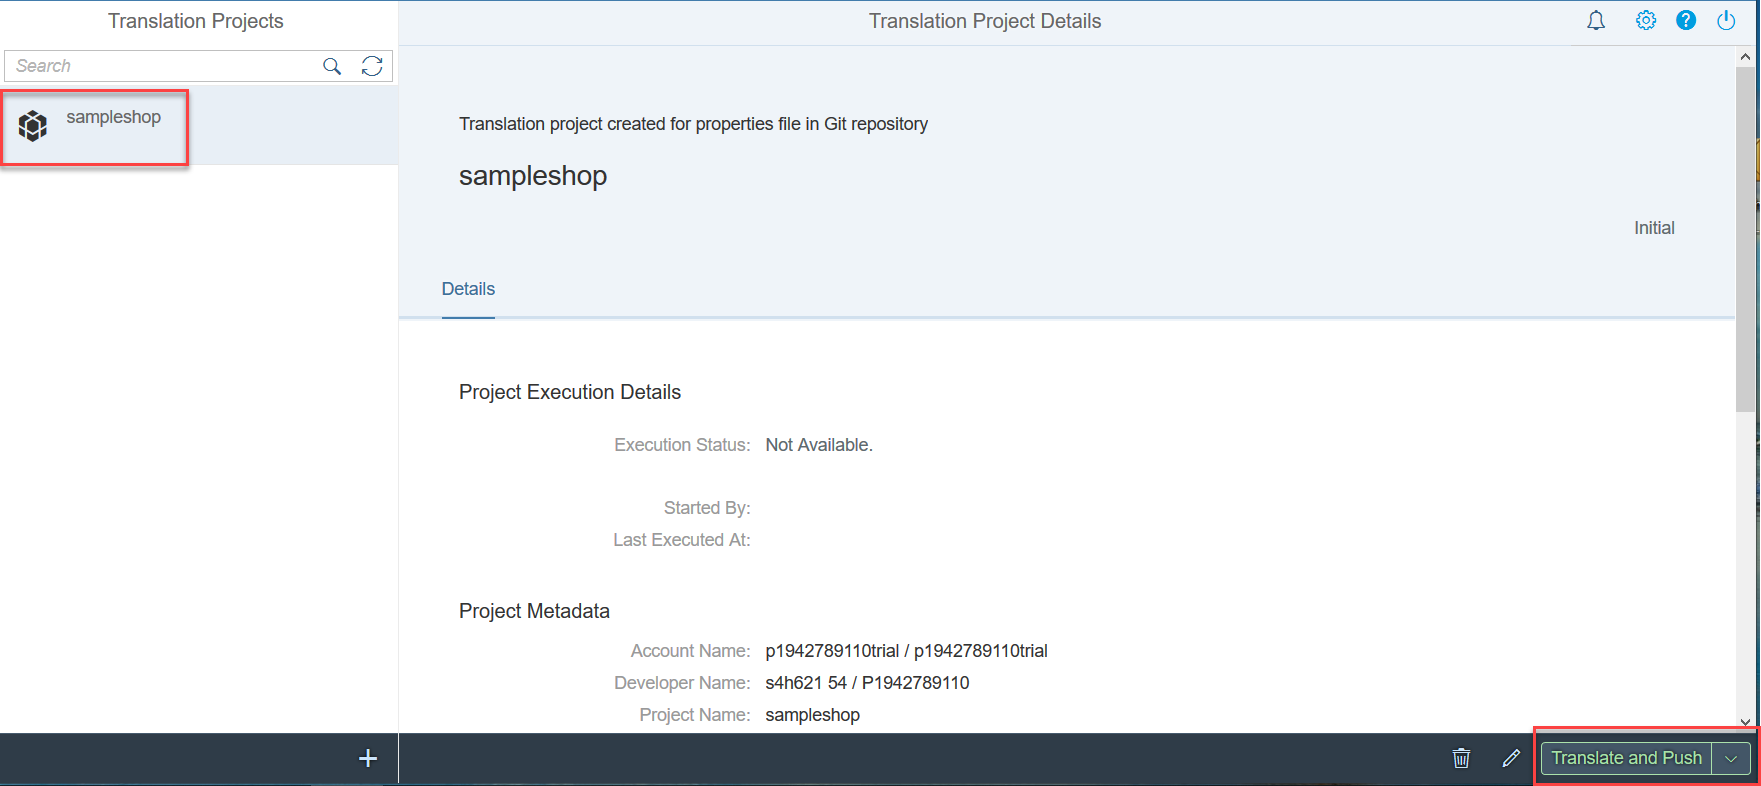 Translation Projects
Search
sampleshop
Translation Project Details
Translation project created for properties file in Git repository
sampleshop
Initial
Details
Project Execution Details
Execution Status: Not Available.
Started By:
Last Executed At:
Project Metadata
Account Name: p1942789110trial / p1942789110trial
Developer Name: s4h621 54 / P1942789110
Project Name: sampleshop
Translate and Push